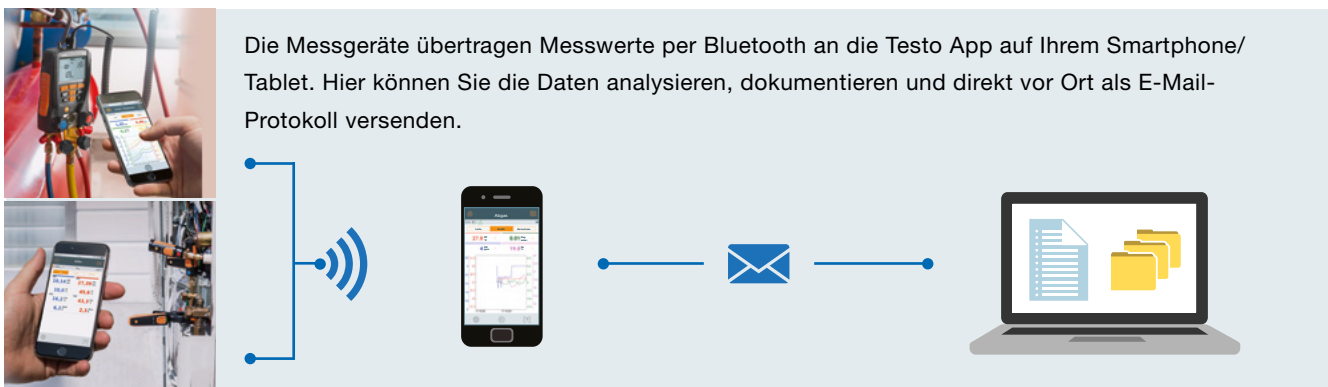 Die Messgeräte übertragen Messwerte per Bluetooth an die Testo App auf Ihrem Smartphone/
Tablet. Hier können Sie die Daten analysieren, dokumentieren und direkt vor Ort als E-Mail-
Protokoll versenden.
Abgas